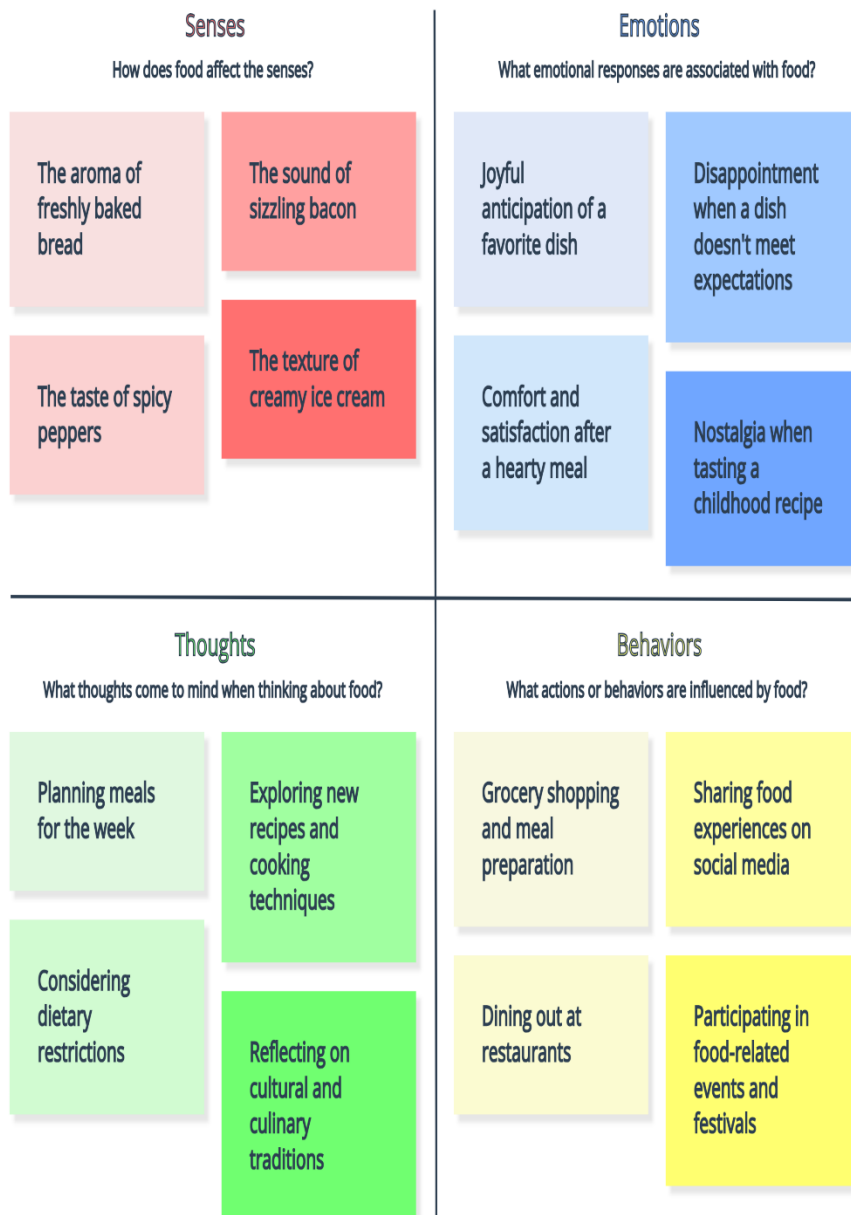 Senses
How does food affect the senses?
The aroma of
freshly baked
bread
The sound of
sizzling bacon
The taste of spicy
peppers
The texture of
creamy ice cream
Emotions
What emotional responses are associated with food?
Joyful
anticipation of a
favorite dish
Disappointment
when a dish
doesn't meet
expectations
Comfort and
satisfaction after
a hearty meal
Nostalgia when
tasting a
childhood recipe
Thoughts
What thoughts come to mind when thinking about food?
Planning meals
for the week
Exploring new
recipes and
cooking
techniques
Considering
dietary
restrictions
Reflecting on
cultural and
culinary
traditions
Behaviors
What actions or behaviors are influenced by food?
Grocery shopping
and meal
preparation
Sharing food
experiences on
social media
Dining out at
restaurants
Participating in
food-related
events and
festivals